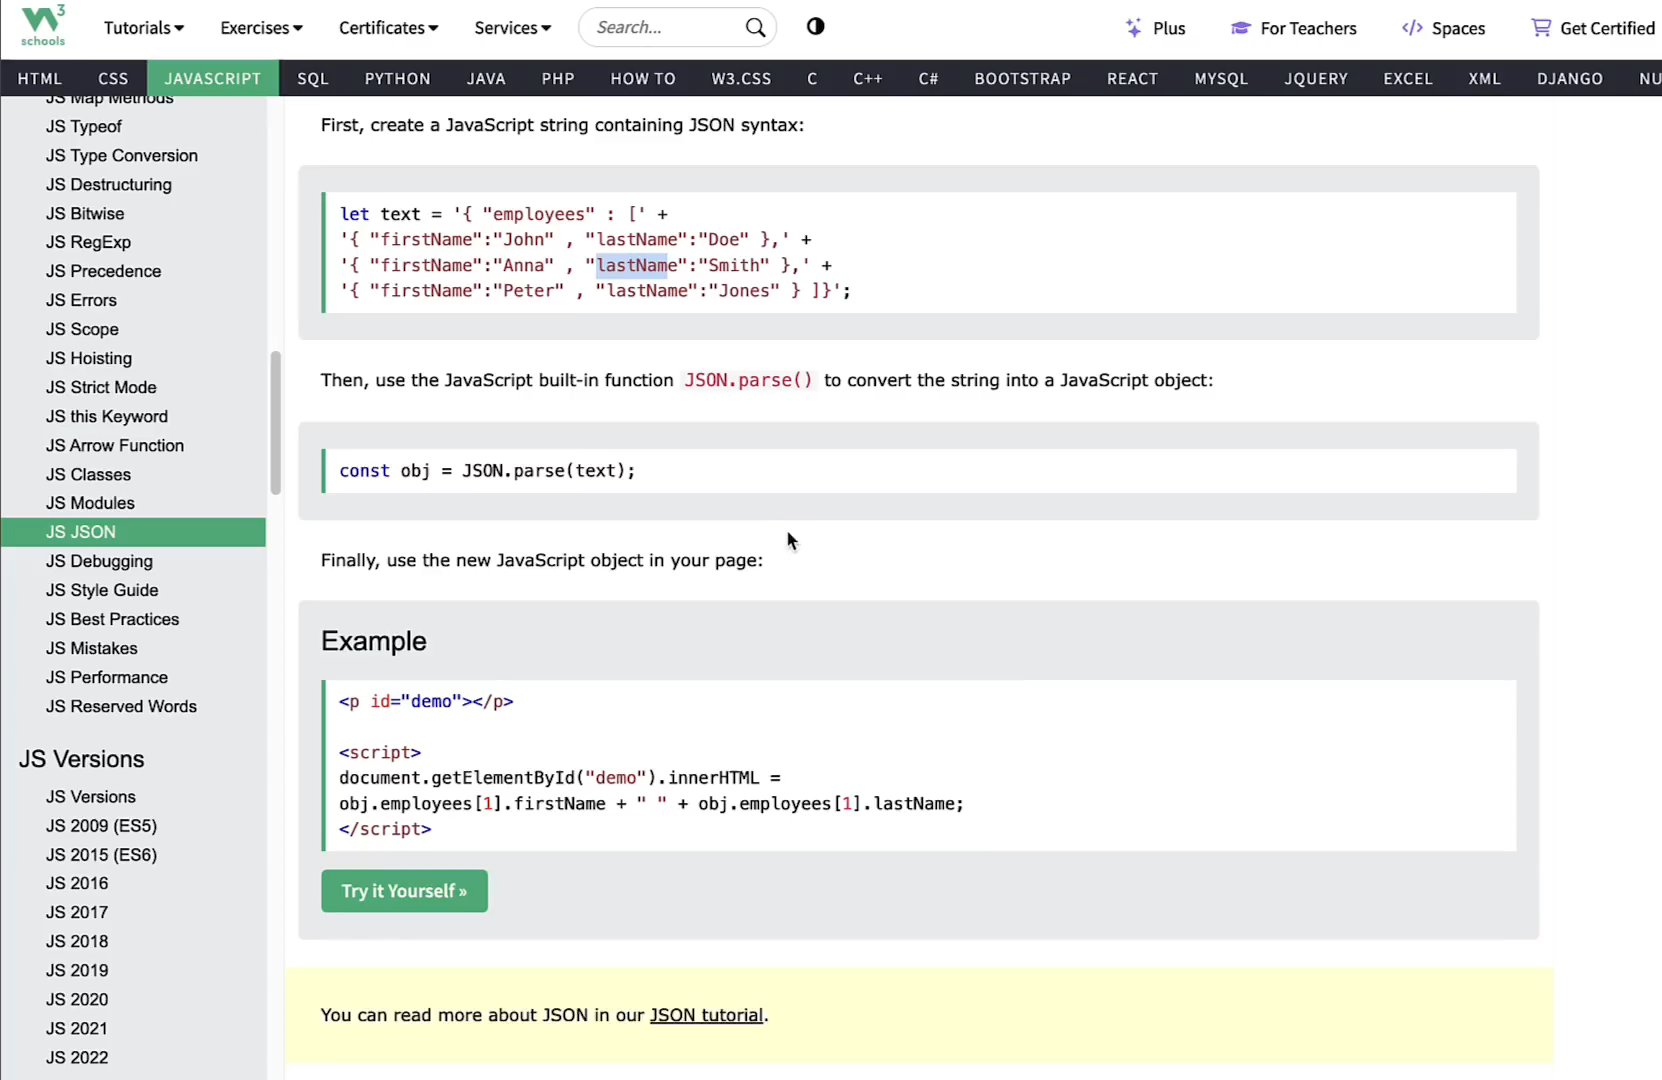 W3
schools
Tutorials
Exercises
Certificates
Services
Search...
Plus
For Teachers
Spaces
Get Certified
HTML CSS JAVASCRIPT SQL PYTHON JAVA PHP HOW TO W3.CSS C C++ C# BOOTSTRAP REACT MYSQL JQUERY EXCEL XML DJANGO NU
JS Map Methods
JS Typeof
JS Type Conversion
JS Destructuring
JS Bitwise
JS RegExp
JS Precedence
JS Errors
JS Scope
JS Hoisting
JS Strict Mode
JS this Keyword
JS Arrow Function
JS Classes
JS Modules
JS JSON
JS Debugging
JS Style Guide
JS Best Practices
JS Mistakes
JS Performance
JS Reserved Words
JS Versions
JS Versions
JS 2009 (ES5)
JS 2015 (ES6)
JS 2016
JS 2017
JS 2018
JS 2019
JS 2020
JS 2021
JS 2022
First, create a JavaScript string containing JSON syntax:
let text = '{ "employees" : [' +
'{ "firstName":"John" , "lastName":"Doe" },' +
'{ "firstName":"Anna" , "lastName":"Smith" },' +
'{ "firstName":"Peter" , "lastName":"Jones" } ]}';
Then, use the JavaScript built-in function JSON.parse() to convert the string into a JavaScript object:
const obj = JSON.parse(text);
Finally, use the new JavaScript object in your page:
Example
<p id="demo"></p>
<script>
document.getElementById("demo").innerHTML =
obj.employees[1].firstName + " " + obj.employees[1].lastName;
</script>
Try it Yourself »
You can read more about JSON in our JSON tutorial.